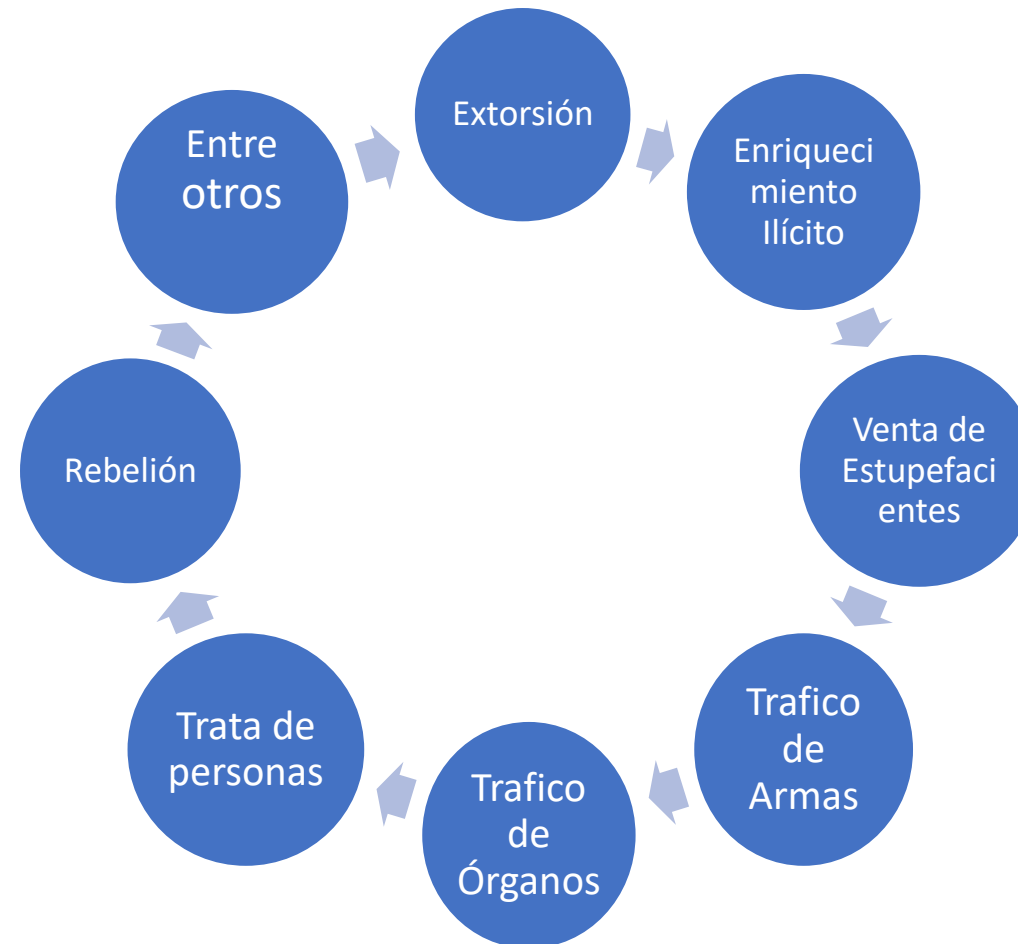 Extorsión
Enriqueci
miento
Ilícito
Venta de
Estupefaci
entes
Trafico
de
Armas
Trafico
de
Órganos
Trata de
personas
Rebelión
Entre
otros